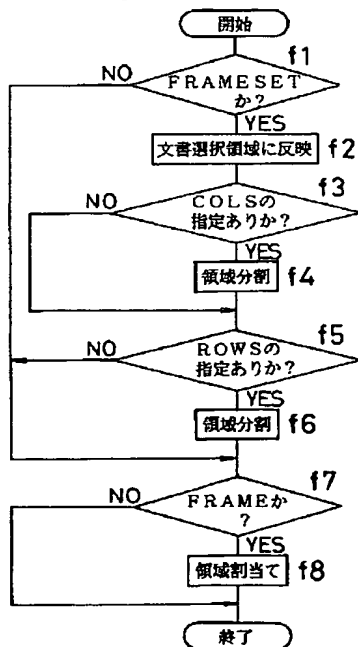 開始
f1
NO
FRAMESET
か?
YES
文書選択領域に反映
f2
f3
NO
COLSの
指定ありか?
YES
領域分割
f4
f5
NO
ROWSの
指定ありか?
YES
領域分割
f6
f7
NO
FRAMEか
?
YES
領域割当て
f8
終了